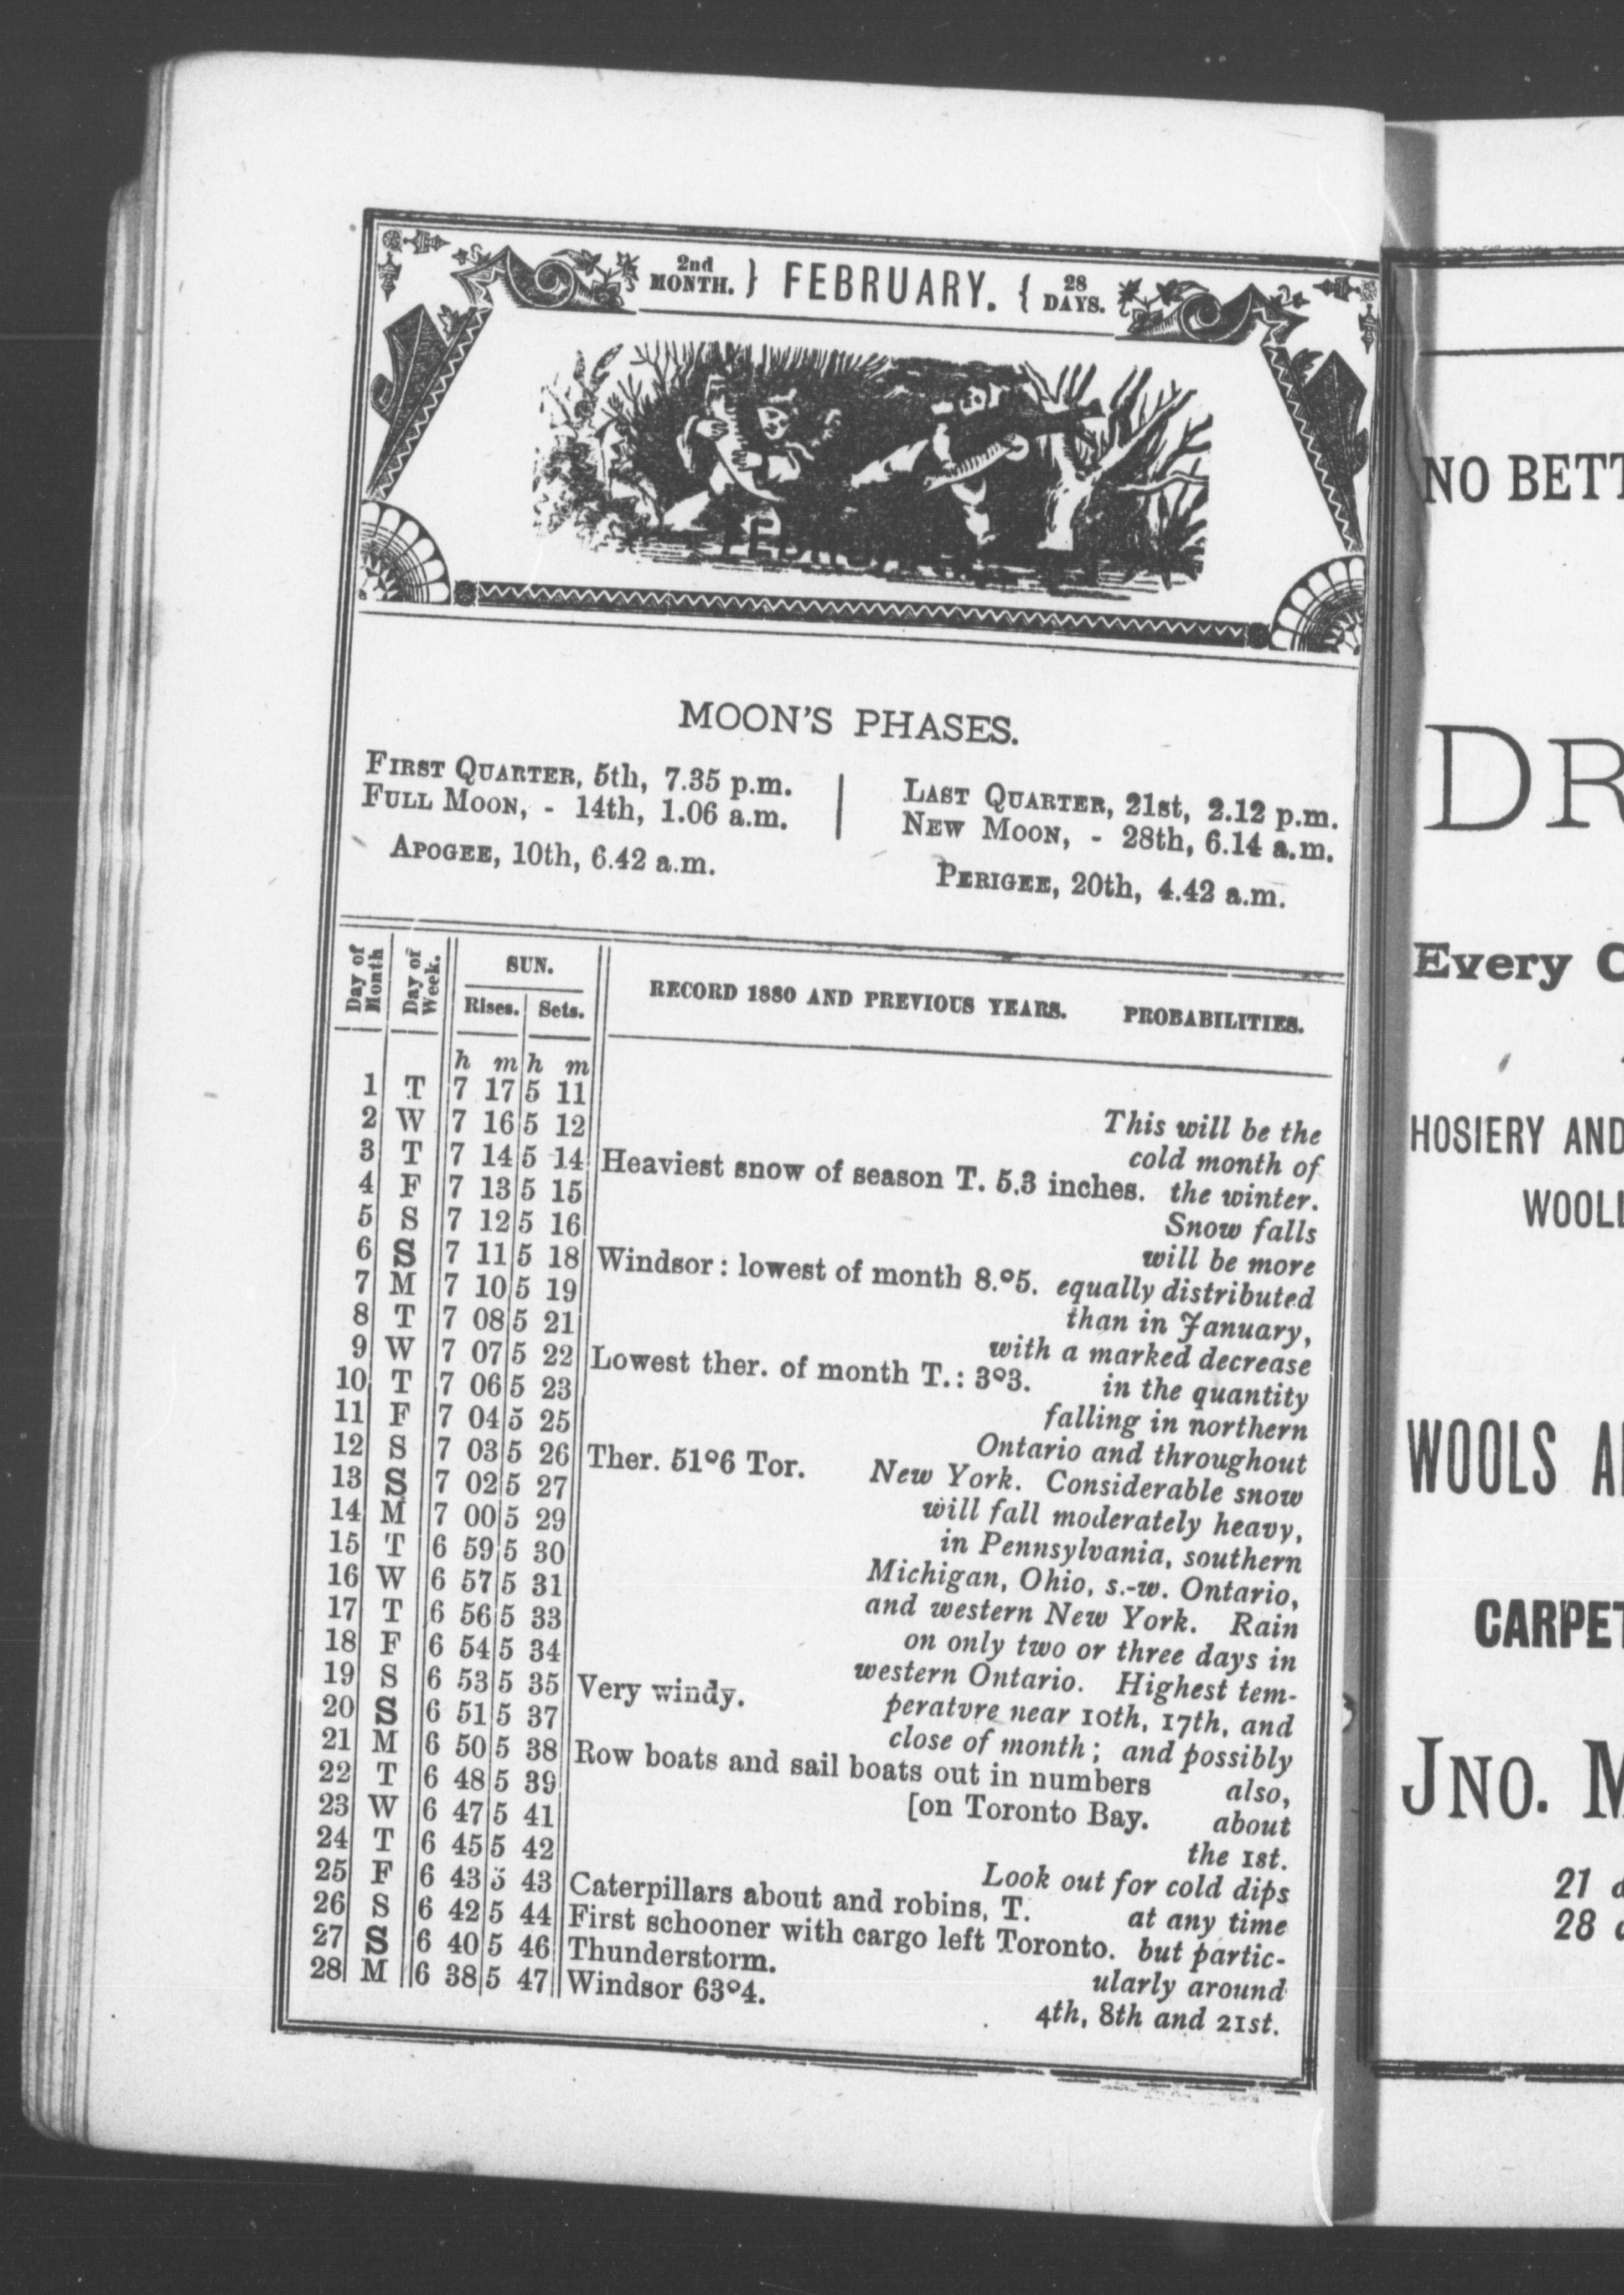 2nd MONTH. } FEBRUARY. { 28 DAYS.
MOON'S PHASES.
FIRST QUARTER, 5th, 7.35 p.m.
FULL MOON, - 14th, 1.06 a.m.
APOGEE, 10th, 6.42 a.m.
LAST QUARTER, 21st, 2.12 p.m.
NEW MOON, - 28th, 6.14 a.m.
PERIGEE, 20th, 4.42 a.m.
Day of Month
Day of Week.
SUN.
Rises. Sets.
RECORD 1880 AND PREVIOUS YEARS. PROBABILITIES.
h m h m
1 T 7 17 5 11
2 W 7 16 5 12 This will be the
3 T 7 14 5 14 cold month of
4 F 7 13 5 15 Heaviest snow of season T. 5.3 inches. the winter.
5 S 7 12 5 16 Snow falls
6 S 7 11 5 18 will be more
7 M 7 10 5 19 Windsor: lowest of month 8.°5. equally distributed
8 T 7 08 5 21 than in January,
9 W 7 07 5 22 with a marked decrease
10 T 7 06 5 23 Lowest ther. of month T.: 3°3. in the quantity
11 F 7 04 5 25 falling in northern
12 S 7 03 5 26 Ontario and throughout
13 S 7 02 5 27 Ther. 51°6 Tor. New York. Considerable snow
14 M 7 00 5 29 will fall moderately heavy,
15 T 6 59 5 30 in Pennsylvania, southern
16 W 6 57 5 31 Michigan, Ohio, s.-w. Ontario,
17 T 6 56 5 33 and western New York. Rain
18 F 6 54 5 34 on only two or three days in
19 S 6 53 5 35 western Ontario. Highest tem-
20 S 6 51 5 37 Very windy. peratvre near 10th, 17th, and
21 M 6 50 5 38 close of month; and possibly
22 T 6 48 5 39 Row boats and sail boats out in numbers also,
23 W 6 47 5 41 [on Toronto Bay. about
24 T 6 45 5 42 the 1st.
25 F 6 43 5 43 Look out for cold dips
26 S 6 42 5 44 Caterpillars about and robins, T. at any time
27 S 6 40 5 46 First schooner with cargo left Toronto. but partic-
28 M 6 38 5 47 Thunderstorm. ularly around
Windsor 63°4. 4th, 8th and 21st.
NO BETT
DR
Every
HOSIERY AND
WOOLL
WOOLS
CARPET
JNO. M
21
28